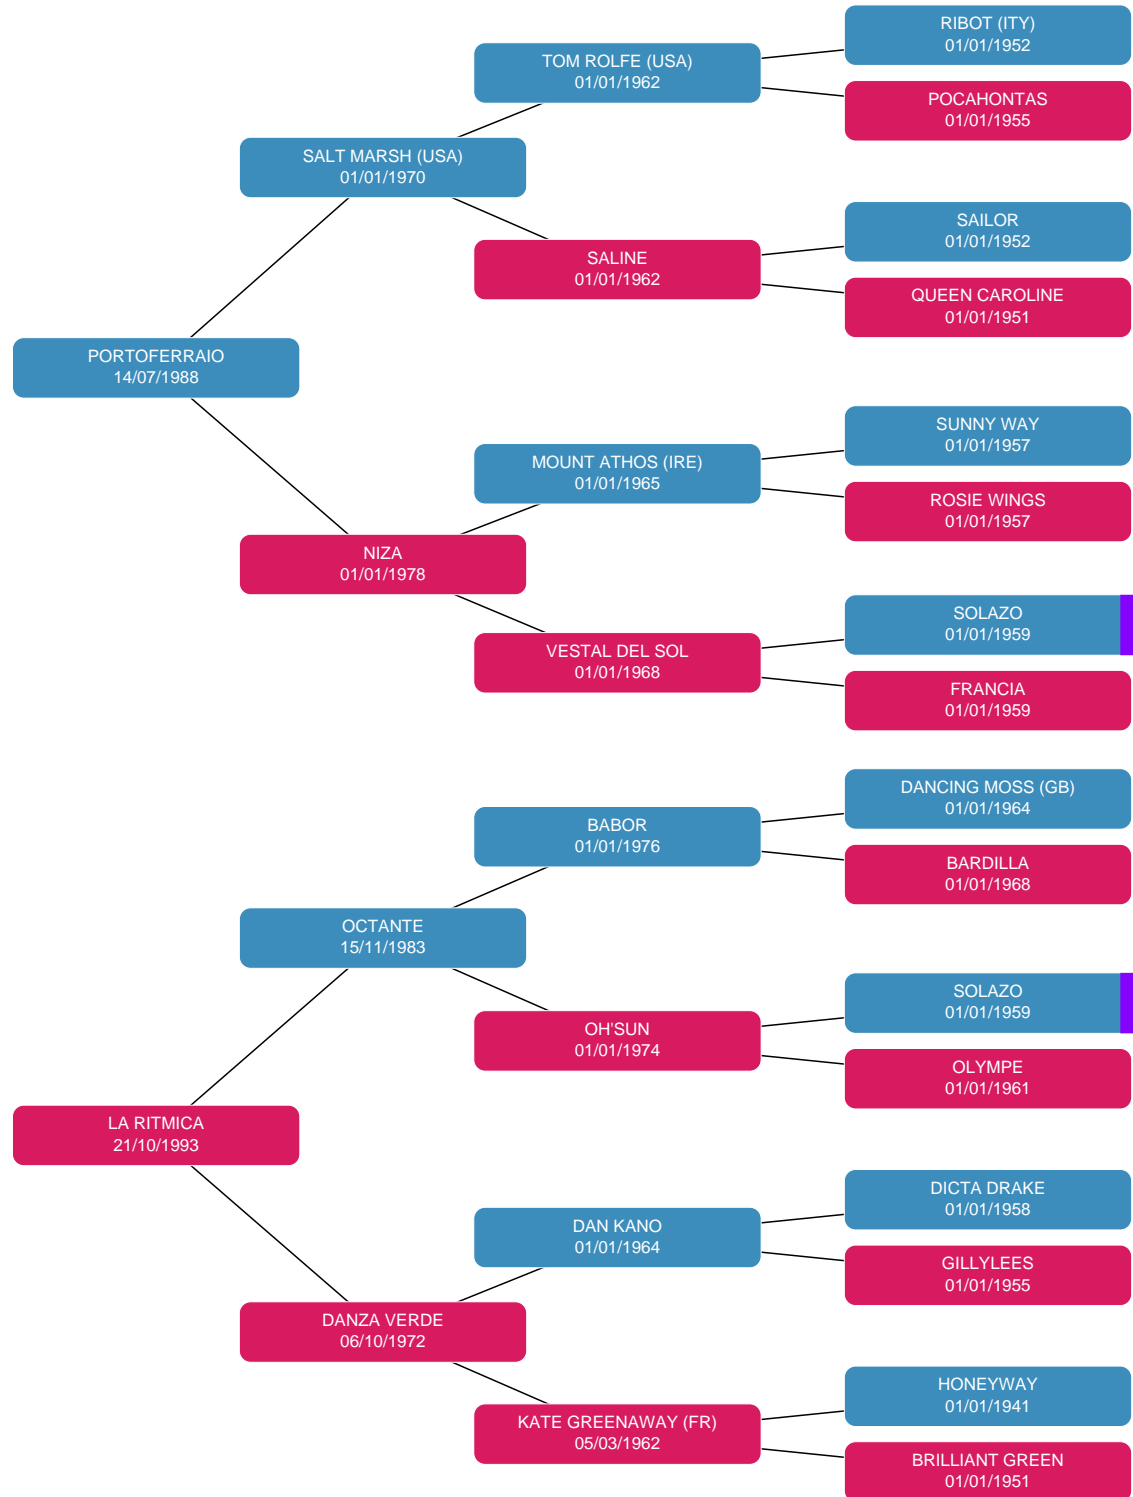 RIBOT (ITY)
01/01/1952
TOM ROLFE (USA)
01/01/1962
POCAHONTAS
01/01/1955
SALT MARSH (USA)
01/01/1970
SAILOR
01/01/1952
SALINE
01/01/1962
QUEEN CAROLINE
01/01/1951
PORTOFERRAIO
14/07/1988
SUNNY WAY
01/01/1957
MOUNT ATHOS (IRE)
01/01/1965
ROSIE WINGS
01/01/1957
NIZA
01/01/1978
SOLAZO
01/01/1959
VESTAL DEL SOL
01/01/1968
FRANCIA
01/01/1959
DANCING MOSS (GB)
01/01/1964
BABOR
01/01/1976
BARDILLA
01/01/1968
OCTANTE
15/11/1983
SOLAZO
01/01/1959
OH'SUN
01/01/1974
OLYMPE
01/01/1961
LA RITMICA
21/10/1993
DICTA DRAKE
01/01/1958
DAN KANO
01/01/1964
GILLYLEES
01/01/1955
DANZA VERDE
06/10/1972
HONEYWAY
01/01/1941
KATE GREENAWAY (FR)
05/03/1962
BRILLIANT GREEN
01/01/1951